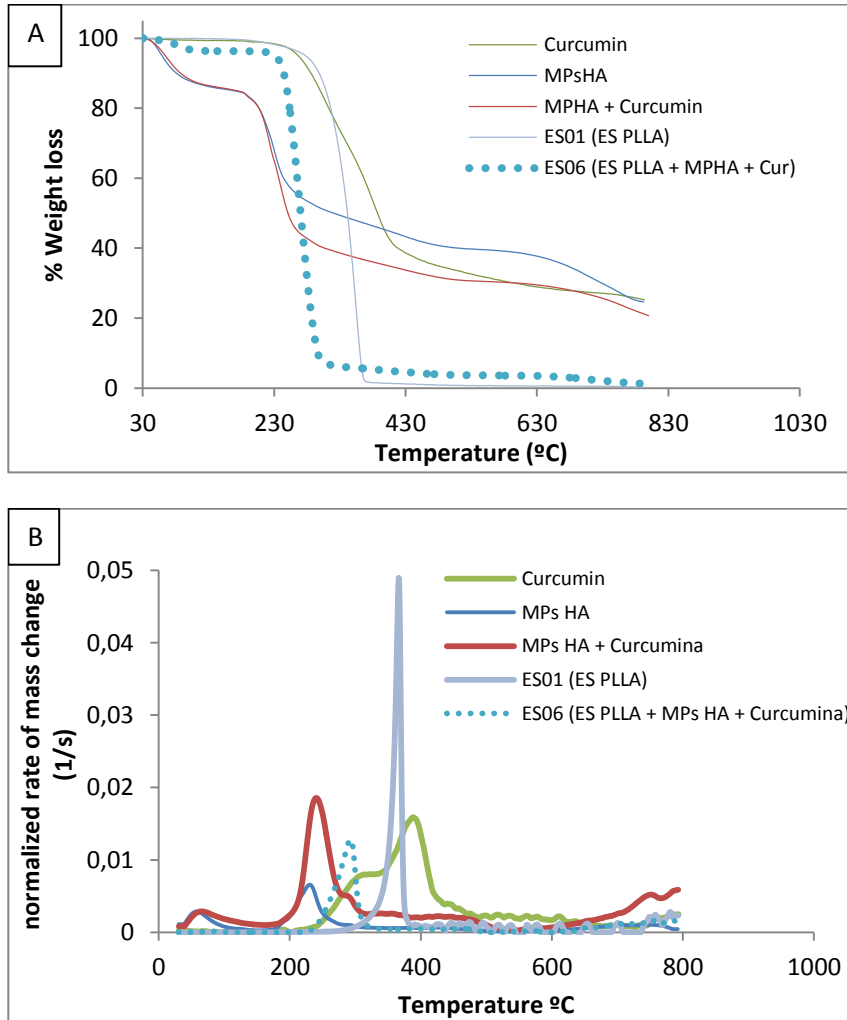 A
% Weight loss
100
80
60
40
20
0
30
230
430
630
830
1030
Temperature (ºC)
Curcumin
MPsHA
MPHA + Curcumin
ES01 (ES PLLA)
ES06 (ES PLLA + MPHA + Cur)
B
normalized rate of mass change
(1/s)
0,05
0,04
0,03
0,02
0,01
0
0
200
400
600
800
1000
Temperature ºC
Curcumin
MPs HA
MPs HA + Curcumina
ES01 (ES PLLA)
ES06 (ES PLLA + MPs HA + Curcumina)